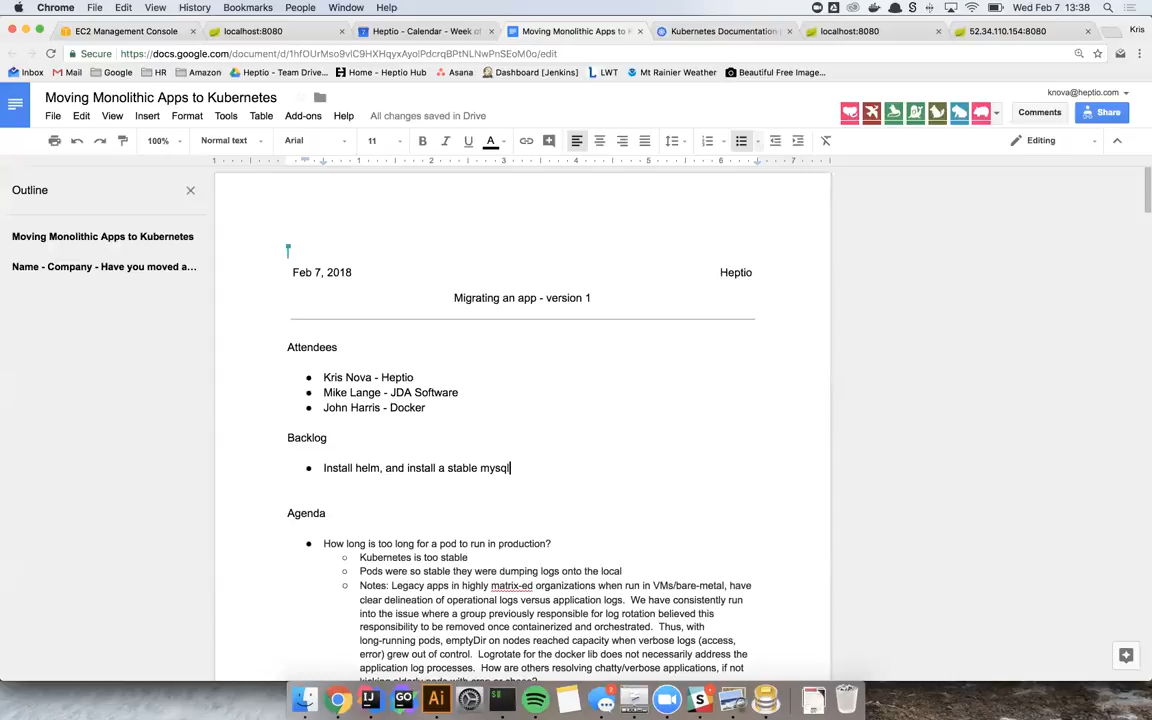 Chrome File Edit View History Bookmarks People Window Help Wed Feb 7 13:38
EC2 Management Console localhost:8080 Heptio - Calendar - Week of Moving Monolithic Apps to K Kubernetes Documentation localhost:8080 52.34.110.154:8080 Kris
Secure
Inbox Mail Google HR Amazon Heptio - Team Drive... Home - Heptio Hub Asana Dashboard [Jenkins] LWT Mt Rainier Weather Beautiful Free Image...
Moving Monolithic Apps to Kubernetes
knova@heptio.com
File Edit View Insert Format Tools Table Add-ons Help All changes saved in Drive
Comments Share
100% Normal text Arial 11 B I U A Editing
1 1 2 3 4 5 6 7
Outline
Moving Monolithic Apps to Kubernetes
Name - Company - Have you moved a...
Feb 7, 2018 Heptio
Migrating an app - version 1
Attendees
● Kris Nova - Heptio
● Mike Lange - JDA Software
● John Harris - Docker
Backlog
● Install helm, and install a stable mysql
Agenda
● How long is too long for a pod to run in production?
○ Kubernetes is too stable
○ Pods were so stable they were dumping logs onto the local
○ Notes: Legacy apps in highly matrix-ed organizations when run in VMs/bare-metal, have
clear delineation of operational logs versus application logs. We have consistently run
into the issue where a group previously responsible for log rotation believed this
responsibility to be removed once containerized and orchestrated. Thus, with
long-running pods, emptyDir on nodes reached capacity when verbose logs (access,
error) grew out of control. Logrotate for the docker lib does not necessarily address the
application log processes. How are others resolving chatty/verbose applications, if not